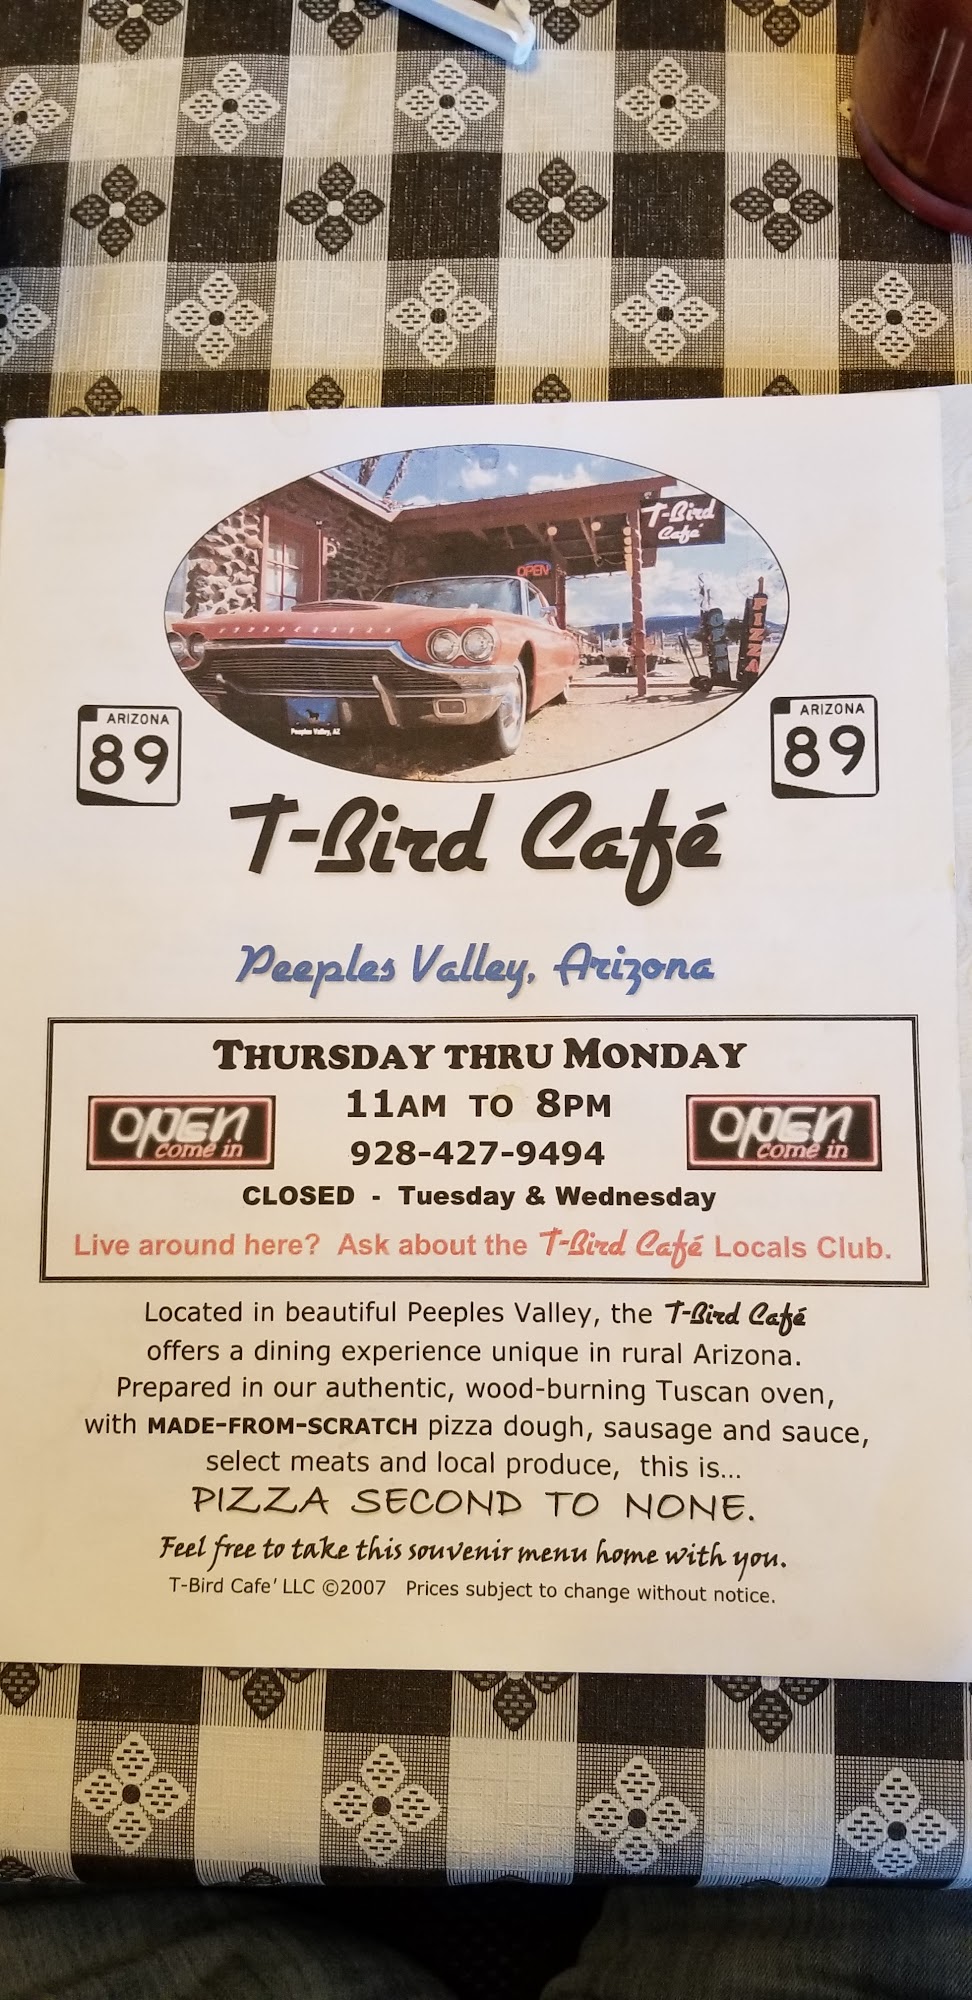 T-Bird
Café
OPEN
PIZZA
OPEN
Peeples Valley, AZ
ARIZONA
89
ARIZONA
89
T-Bird Café
Peeples Valley, Arizona
THURSDAY THRU MONDAY
11AM TO 8PM
OPEN
come in
OPEN
come in
928-427-9494
CLOSED - Tuesday & Wednesday
Live around here? Ask about the T-Bird Café Locals Club.
Located in beautiful Peeples Valley, the T-Bird Café
offers a dining experience unique in rural Arizona.
Prepared in our authentic, wood-burning Tuscan oven,
with MADE-FROM-SCRATCH pizza dough, sausage and sauce,
select meats and local produce, this is...
PIZZA SECOND TO NONE.
Feel free to take this souvenir menu home with you.
T-Bird Cafe' LLC ©2007 Prices subject to change without notice.